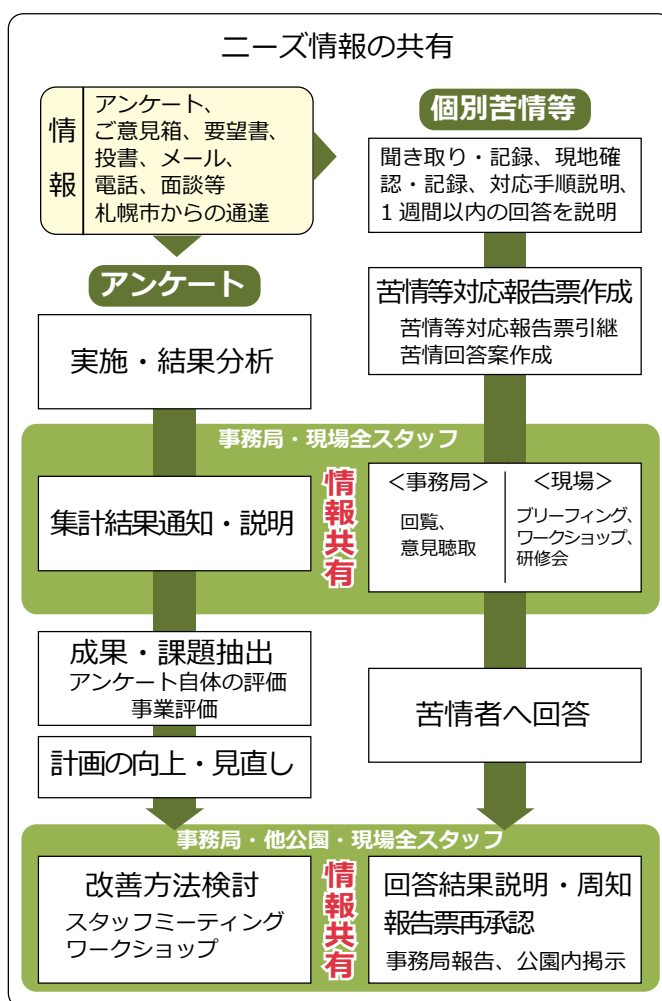 ニーズ情報の共有
情報
アンケート、
ご意見箱、要望書、
投書、メール、
電話、面談等
札幌市からの通達
個別苦情等
聞き取り・記録、現地確
認・記録、対応手順説明、
1週間以内の回答を説明
アンケート
実施・結果分析
苦情等対応報告票作成
苦情等対応報告票引継
苦情回答案作成
事務局・現場全スタッフ
集計結果通知・説明
情報共有
＜事務局＞
回覧、
意見聴取
＜現場＞
ブリーフィング、
ワークショップ、
研修会
成果・課題抽出
アンケート自体の評価
事業評価
計画の向上・見直し
苦情者へ回答
事務局・他公園・現場全スタッフ
改善方法検討
スタッフミーティング
ワークショップ
情報共有
回答結果説明・周知
報告票再承認
事務局報告、公園内掲示